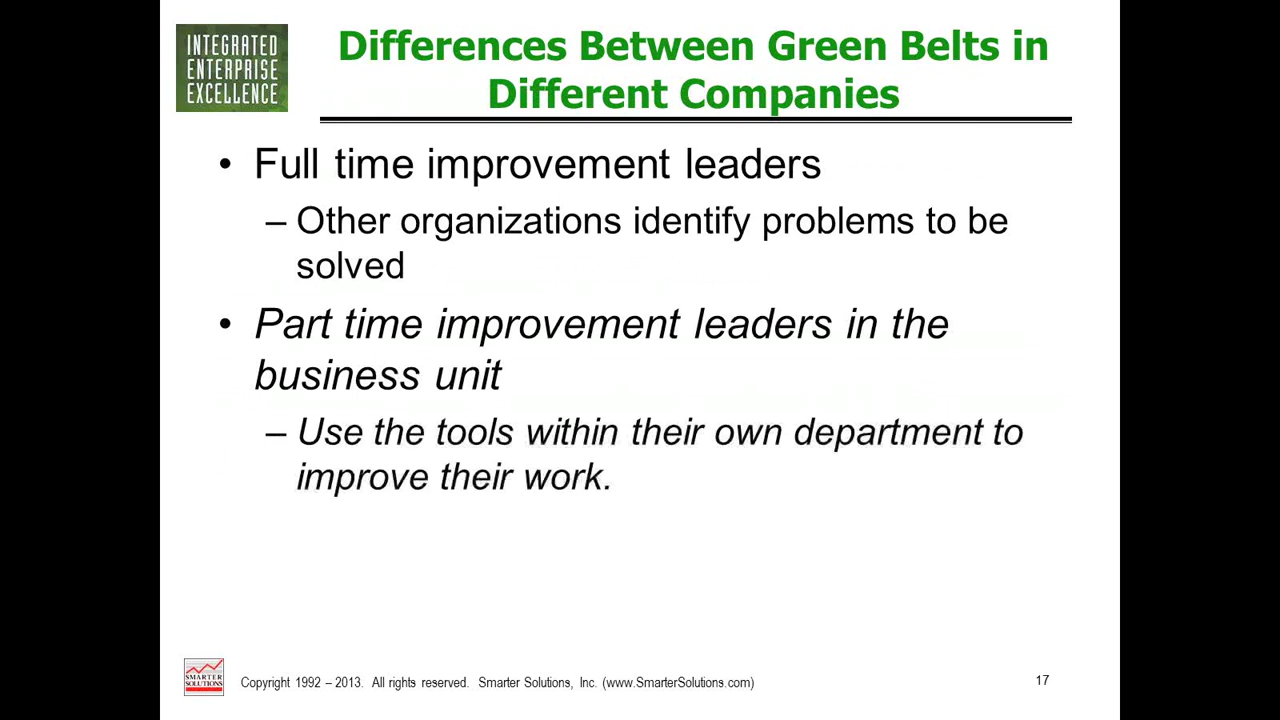 INTEGRATED
ENTERPRISE
EXCELLENCE
Differences Between Green Belts in
Different Companies
• Full time improvement leaders
– Other organizations identify problems to be
solved
• Part time improvement leaders in the
business unit
– Use the tools within their own department to
improve their work.
SMARTER
SOLUTIONS
Copyright 1992 – 2013. All rights reserved. Smarter Solutions, Inc. (www.SmarterSolutions.com)
17